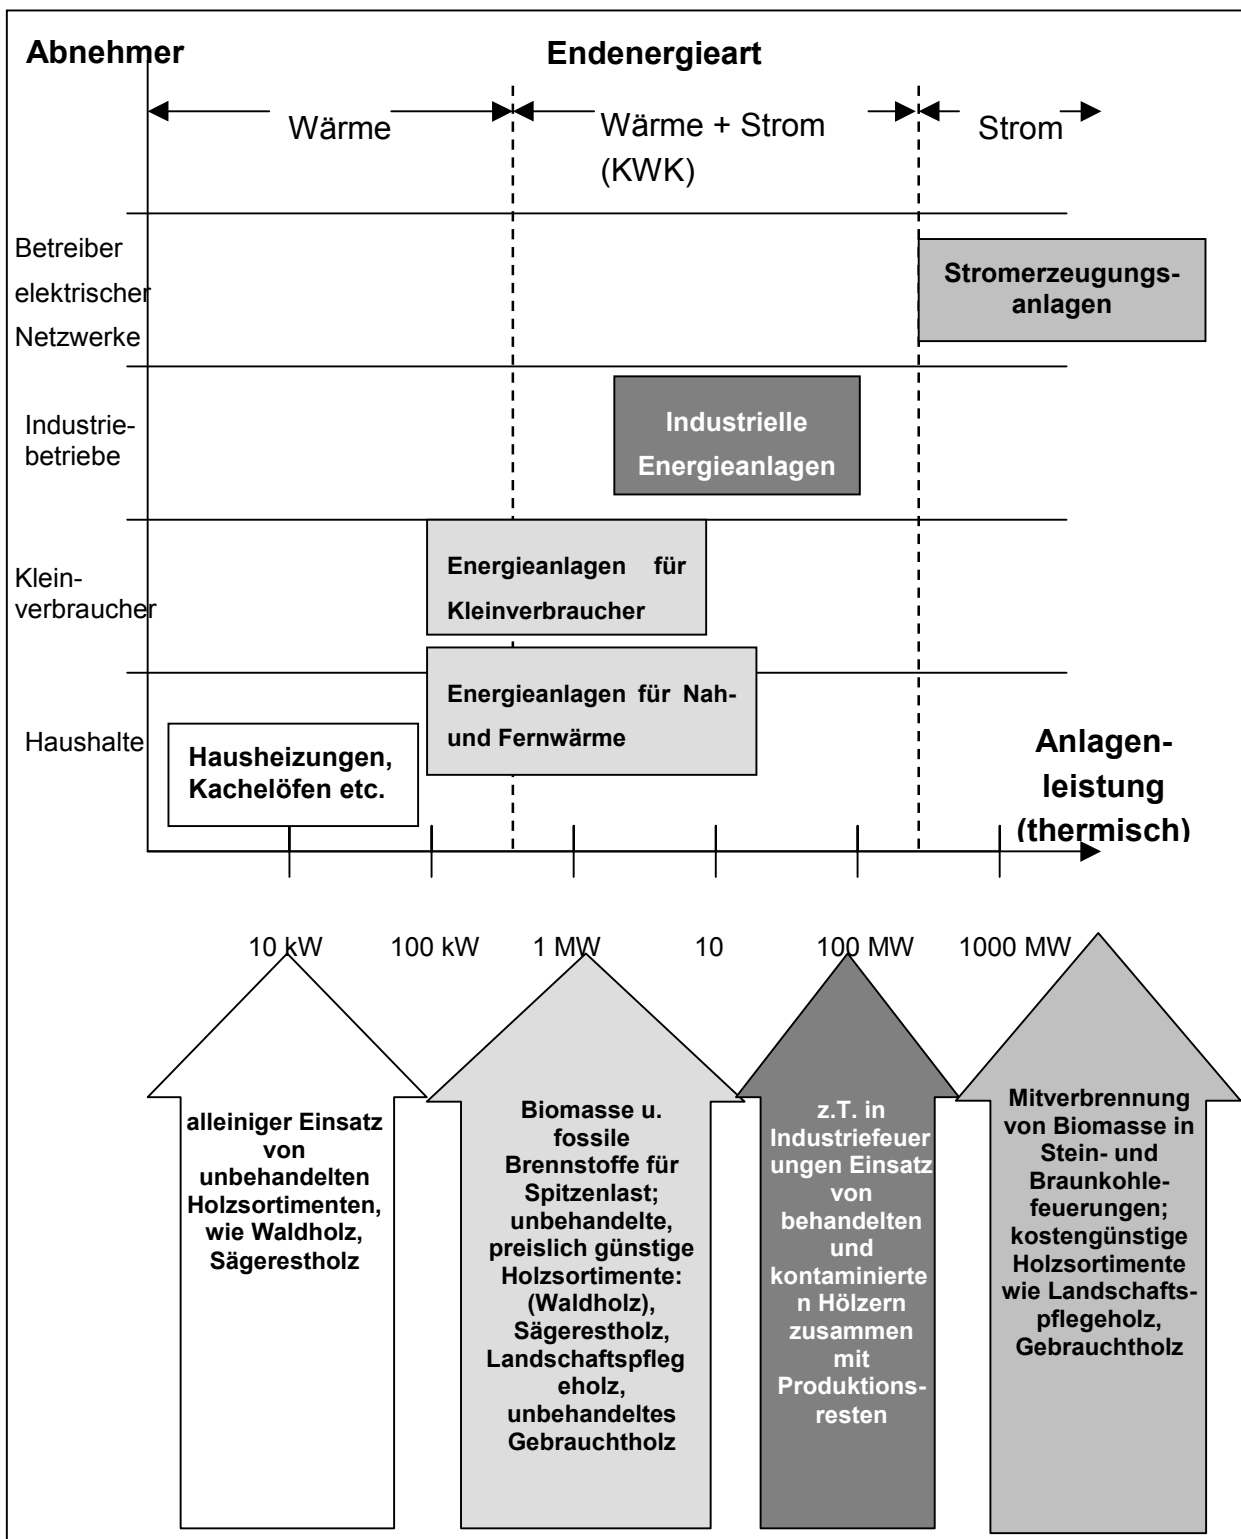 Abnehmer
Endenergieart
Wärme
Wärme + Strom
(KWK)
Strom
Betreiber
elektrischer
Netzwerke
Stromerzeugungs-
anlagen
Industrie-
betriebe
Industrielle
Energieanlagen
Klein-
verbraucher
Energieanlagen für
Kleinverbraucher
Haushalte
Energieanlagen für Nah-
und Fernwärme
Hausheizungen,
Kachelöfen etc.
Anlagen-
leistung
(thermisch)
10 kW 100 kW 1 MW 10 100 MW 1000 MW
alleiniger Einsatz
von
unbehandelten
Holzsortimenten,
wie Waldholz,
Sägerestholz
Biomasse u.
fossile
Brennstoffe für
Spitzenlast;
unbehandelte,
preislich günstige
Holzsortimente:
(Waldholz),
Sägerestholz,
Landschaftspfleg
eholz,
unbehandeltes
Gebrauchtholz
z.T. in
Industriefeuer
ungen Einsatz
von
behandelten
und
kontaminierte
n Hölzern
zusammen
mit
Produktions-
resten
Mitverbrennung
von Biomasse in
Stein- und
Braunkohle-
feuerungen;
kostengünstige
Holzsortimente
wie Landschafts-
pflegeholz,
Gebrauchtholz